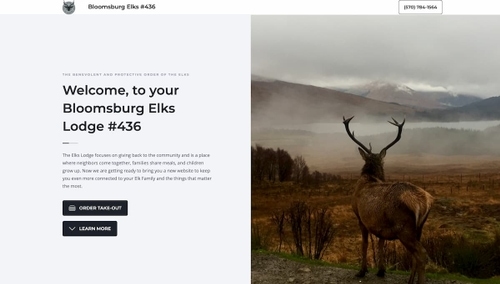 Bloomsburg Elks #436
(570) 784-1664
THE BENEVOLENT AND PROTECTIVE ORDER OF THE ELKS
Welcome, to your
Bloomsburg Elks
Lodge #436
The Elks Lodge focuses on giving back to the community and is a place
where neighbors come together, families share meals, and children
grow up. Now we are getting ready to bring you a new website to keep
you even more connected to your Elk Family and the things that matter
the most.
ORDER TAKE-OUT
LEARN MORE